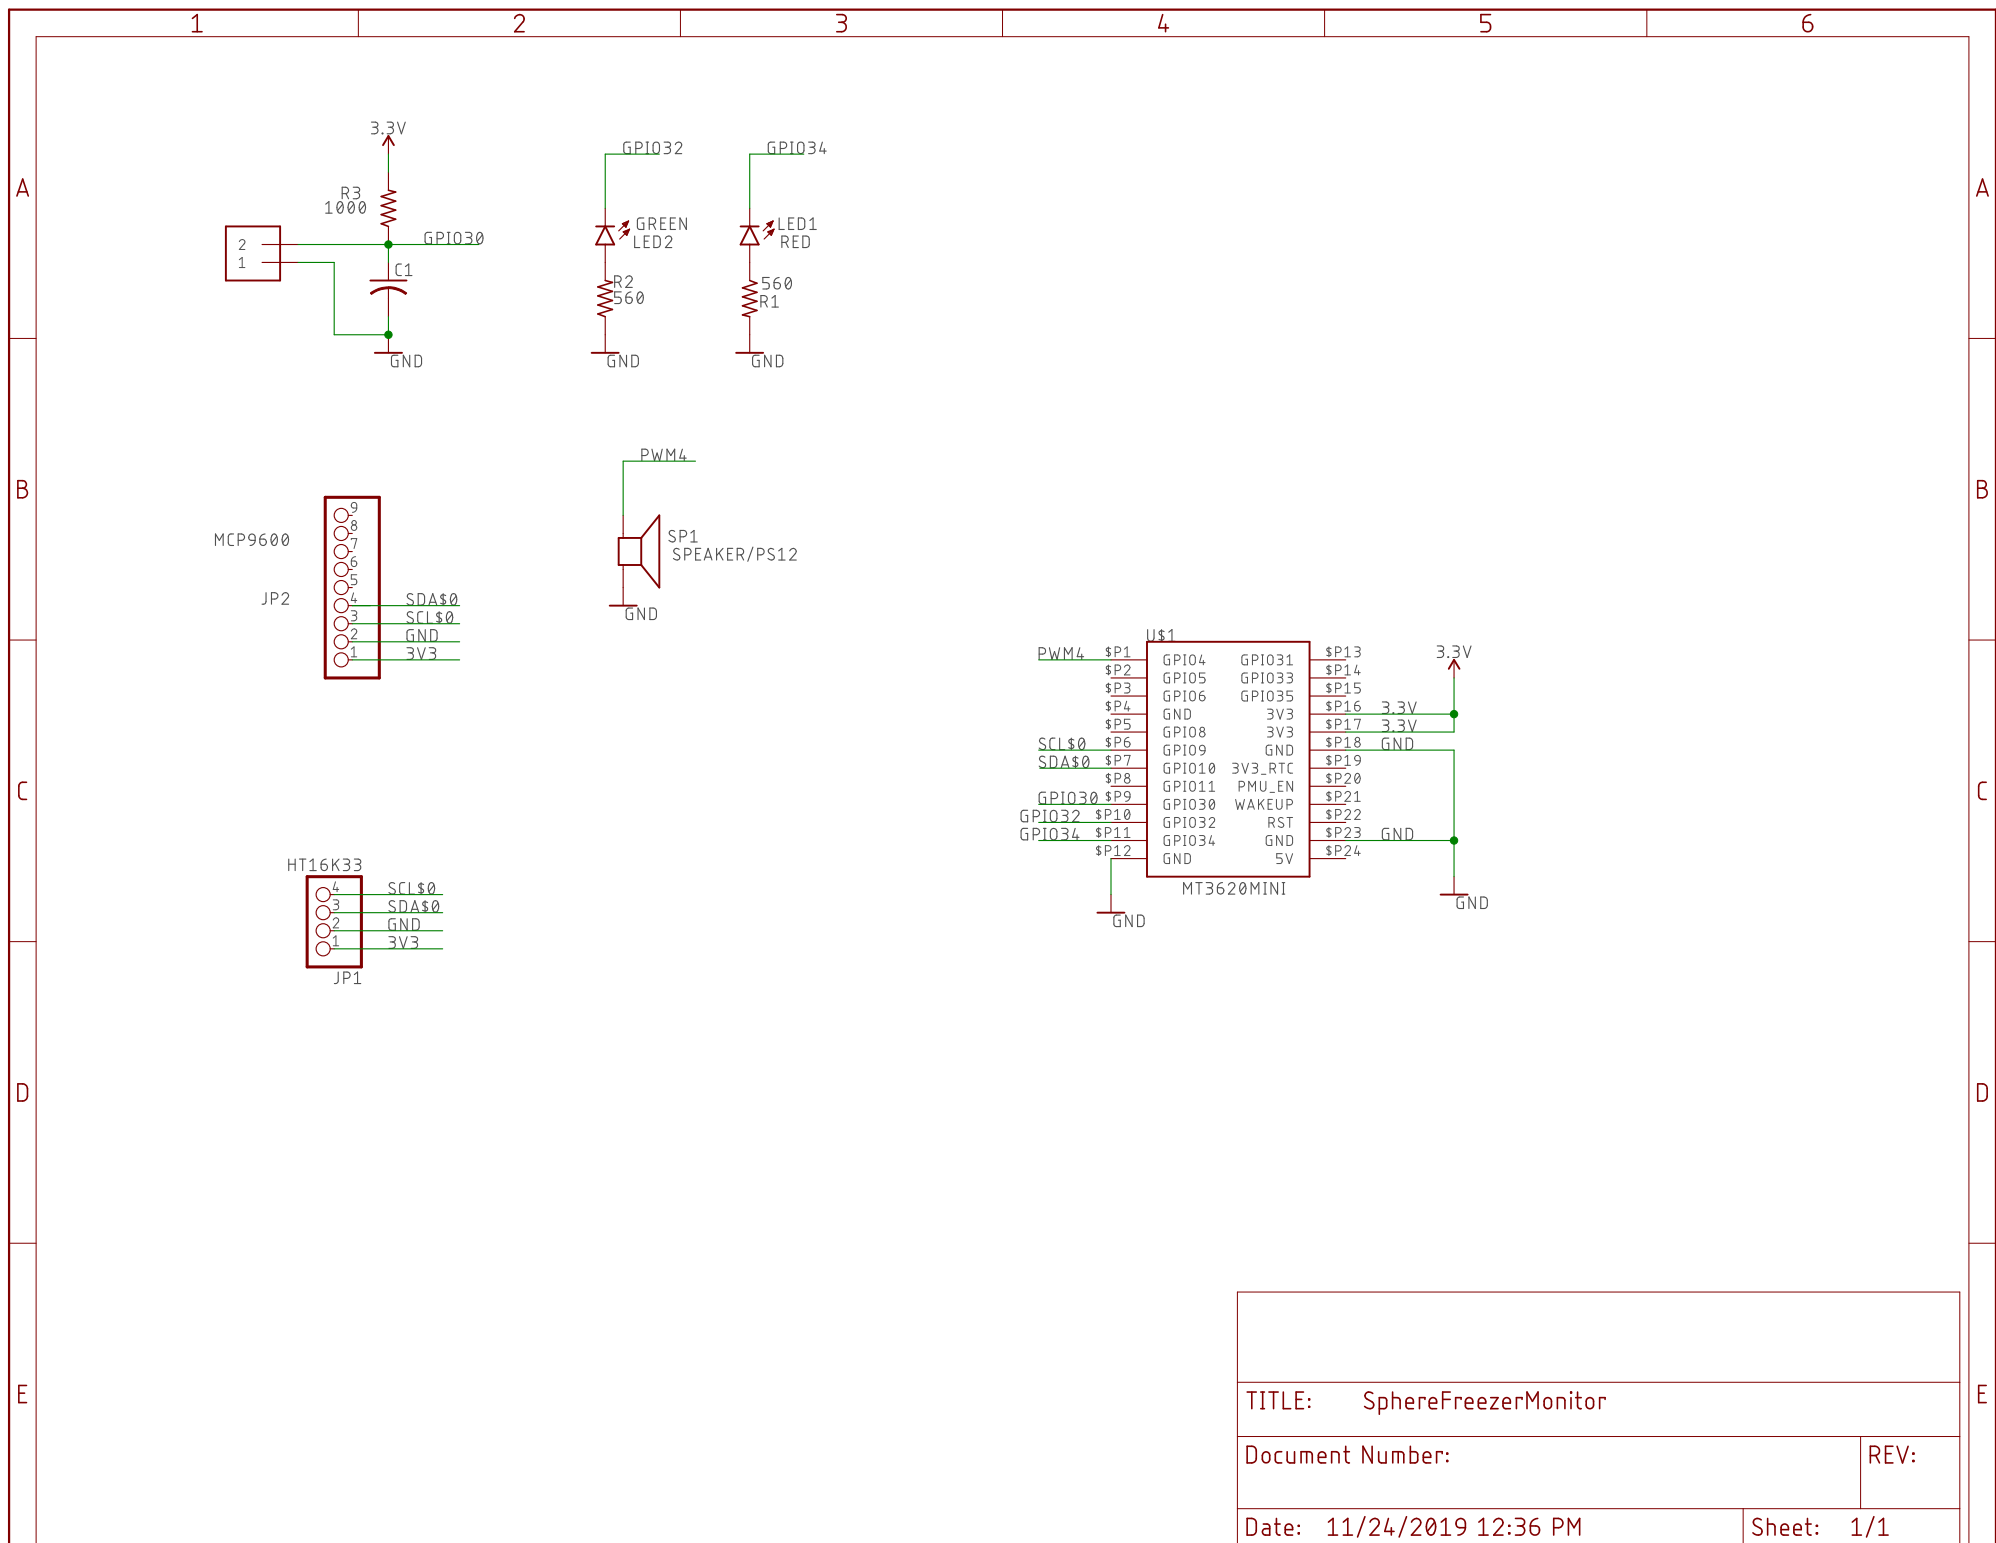 1 2 3 4 5 6
A A
B B
C C
D D
E E
3.3V
R3
1000
2
1
GPIO30
C1
GND
GPIO32
GREEN
LED2
R2
560
GND
GPIO34
LED1
RED
560
R1
GND
MCP9600
JP2
9
8
7
6
5
4 SDA$0
3 SCL$0
2 GND
1 3V3
PWM4
SP1
SPEAKER/PS12
GND
HT16K33
4 SCL$0
3 SDA$0
2 GND
1 3V3
JP1
U$1
PWM4 $P1 GPIO4 GPIO31 $P13
$P2 GPIO5 GPIO33 $P14
$P3 GPIO6 GPIO35 $P15
$P4 GND 3V3 $P16 3.3V
$P5 GPIO8 3V3 $P17 3.3V
SCL$0 $P6 GPIO9 GND $P18 GND
SDA$0 $P7 GPIO10 3V3_RTC $P19
$P8 GPIO11 PMU_EN $P20
GPIO30 $P9 GPIO30 WAKEUP $P21
GPIO32 $P10 GPIO32 RST $P22
GPIO34 $P11 GPIO34 GND $P23 GND
$P12 GND 5V $P24
MT3620MINI
GND
3.3V
GND
TITLE: SphereFreezerMonitor
Document Number:
REV:
Date: 11/24/2019 12:36 PM
Sheet: 1/1